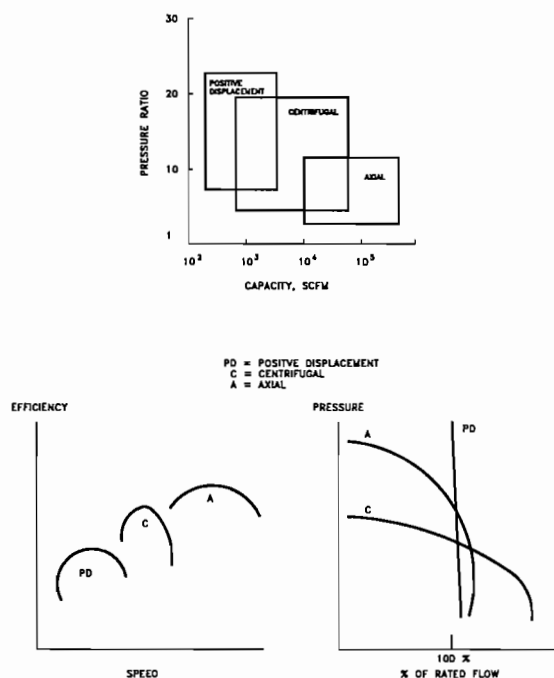 30
POSITIVE
DISPLACEMENT
20
CENTRIFUGAL
PRESSURE RATIO
10
AXIAL
1
10² 10³ 10⁴ 10⁵
CAPACITY, SCFM
PD = POSITVE DISPLACEMENT
C = CENTRIFUGAL
A = AXIAL
EFFICIENCY
A
C
PD
SPEED
PRESSURE
A
PD
C
100 %
% OF RATED FLOW